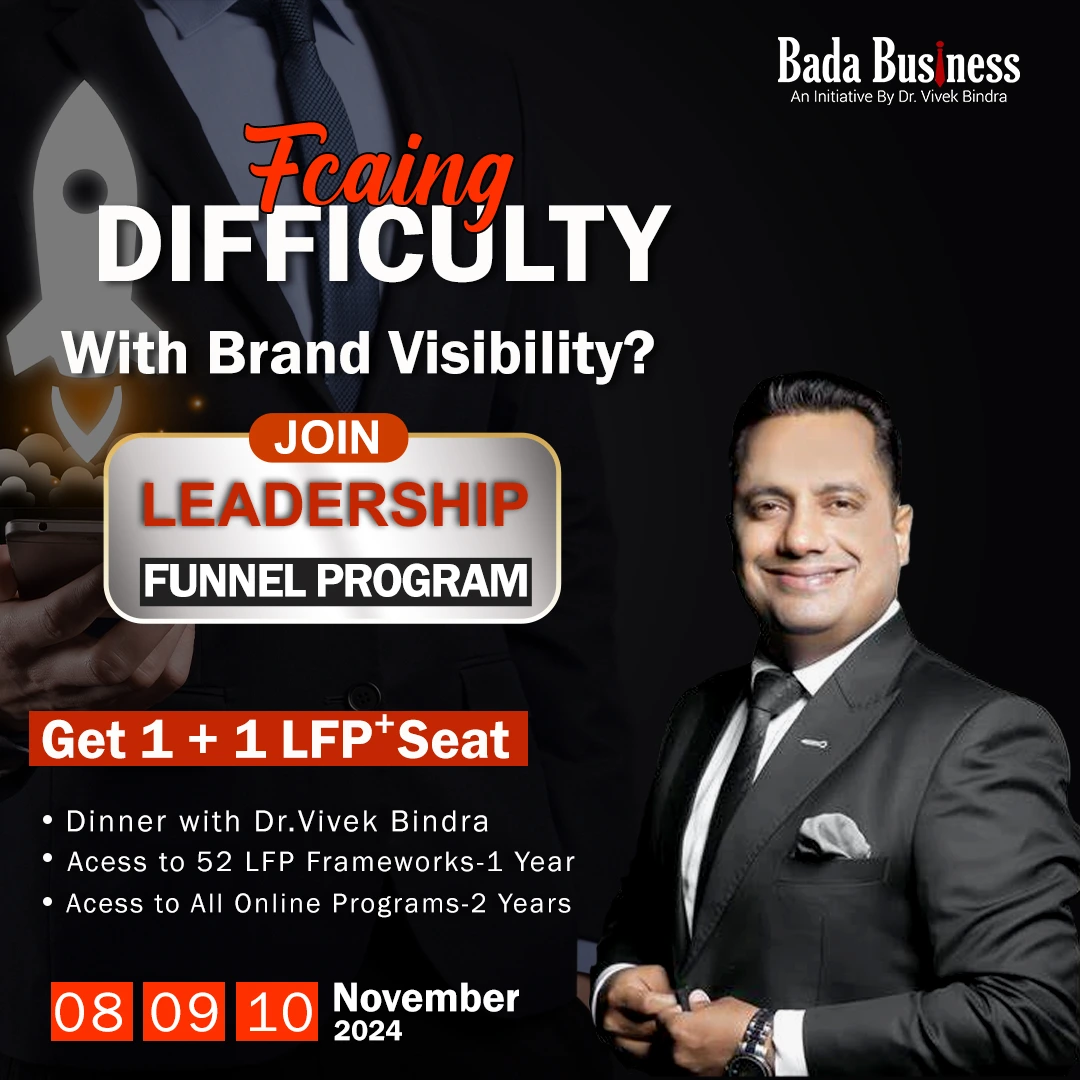 Bada Business
An Initiative By Dr. Vivek Bindra
Fcaing
DIFFICULTY
With Brand Visibility?
JOIN
LEADERSHIP
FUNNEL PROGRAM
Get 1 + 1 LFP+ Seat
• Dinner with Dr.Vivek Bindra
• Acess to 52 LFP Frameworks-1 Year
• Acess to All Online Programs-2 Years
08 09 10 November
2024